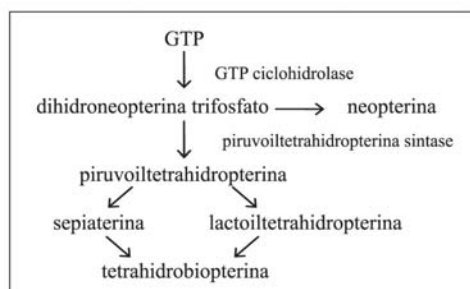 GTP
GTP ciclohidrolase
dihidroneopterina trifosfato neopterina
piruvoiltetrahidropterina sintase
piruvoiltetrahidropterina
sepiaterina lactoiltetrahidropterina
tetrahidrobiopterina